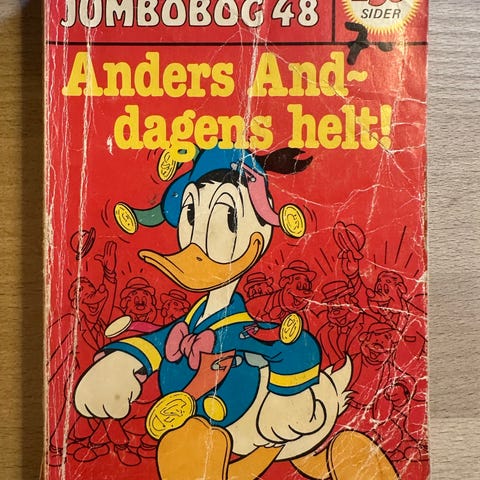 JUMBOBOG 48
SIDER
Anders And~
dagens helt!